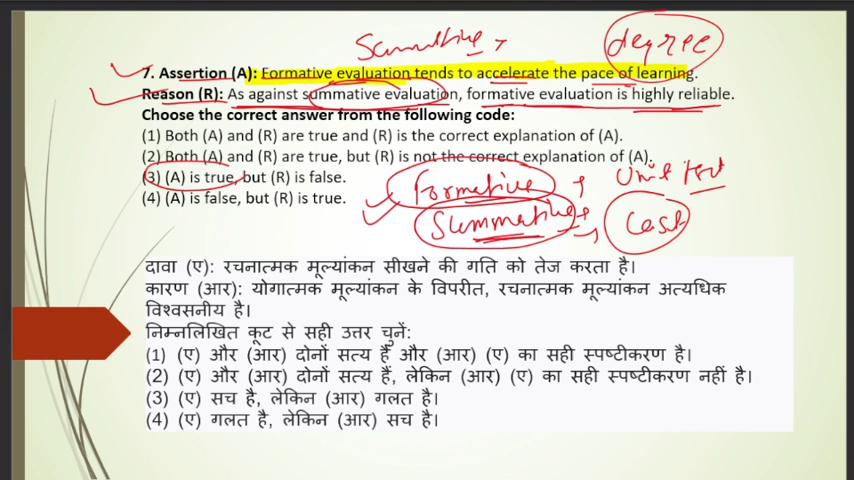 Summative
degree
7. Assertion (A): Formative evaluation tends to accelerate the pace of learning.
Reason (R): As against summative evaluation, formative evaluation is highly reliable.
Choose the correct answer from the following code:
(1) Both (A) and (R) are true and (R) is the correct explanation of (A).
(2) Both (A) and (R) are true, but (R) is not the correct explanation of (A).
(3) (A) is true, but (R) is false.
Formative Unit test
(4) (A) is false, but (R) is true.
Summative
दावा (ए): रचनात्मक मूल्यांकन सीखने की गति को तेज करता है।
कारण (आर): योगात्मक मूल्यांकन के विपरीत, रचनात्मक मूल्यांकन अत्यधिक
विश्वसनीय है।
निम्नलिखित कूट से सही उत्तर चुनें:
(1) (ए) और (आर) दोनों सत्य हैं और (आर) (ए) का सही स्पष्टीकरण है।
(2) (ए) और (आर) दोनों सत्य हैं, लेकिन (आर) (ए) का सही स्पष्टीकरण नहीं है।
(3) (ए) सच है, लेकिन (आर) गलत है।
(4) (ए) गलत है, लेकिन (आर) सच है।